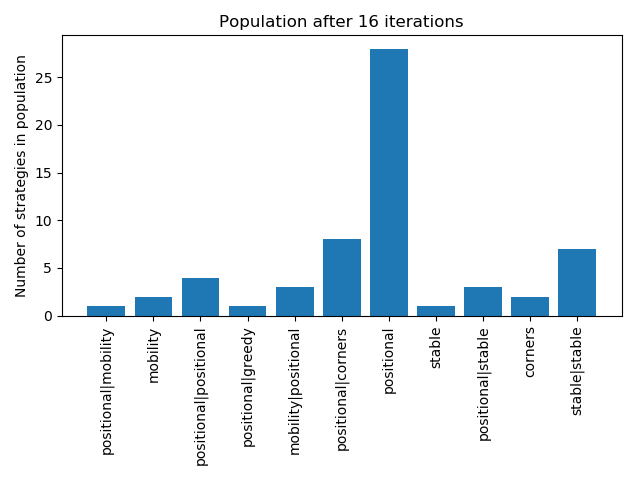 Population after 16 iterations
Number of strategies in population
25
20
15
10
5
0
positional|mobility
mobility
positional|positional
positional|greedy
mobility|positional
positional|corners
positional
stable
positional|stable
corners
stable|stable